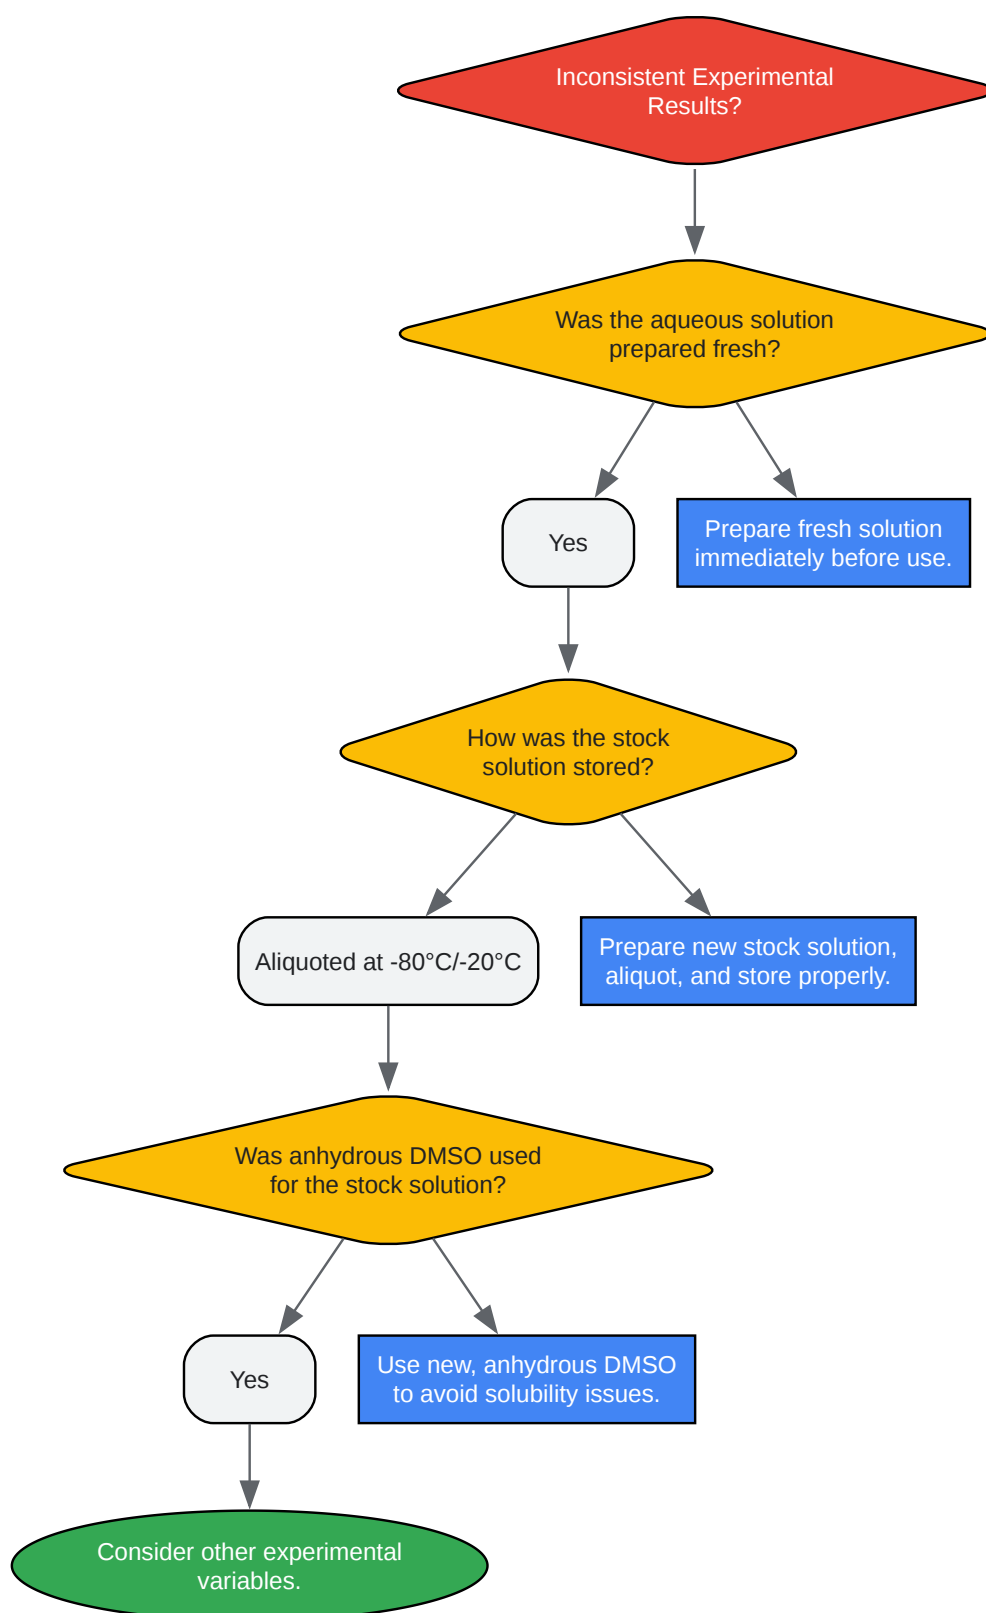 Inconsistent Experimental
Results?
Was the aqueous solution
prepared fresh?
Yes
Prepare fresh solution
immediately before use.
How was the stock
solution stored?
Aliquoted at -80°C/-20°C
Prepare new stock solution,
aliquot, and store properly.
Was anhydrous DMSO used
for the stock solution?
Yes
Use new, anhydrous DMSO
to avoid solubility issues.
Consider other experimental
variables.